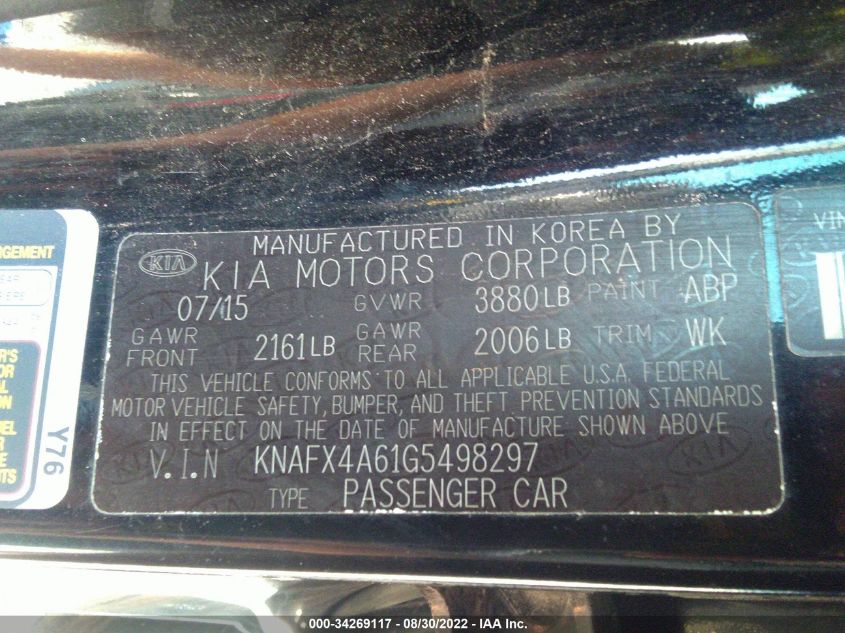 MANUFACTURED IN KOREA BY
KIA KIA MOTORS CORPORATION
07/15 GVWR 3880LB PAINT ABP
GAWR FRONT 2161LB GAWR REAR 2006LB TRIM WK
THIS VEHICLE CONFORMS TO ALL APPLICABLE U.S.A. FEDERAL
MOTOR VEHICLE SAFETY, BUMPER, AND THEFT PREVENTION STANDARDS
IN EFFECT ON THE DATE OF MANUFACTURE SHOWN ABOVE
V.I.N KNAFX4A61G5498297
TYPE PASSENGER CAR
Y76
VIN
000-34269117 - 08/30/2022 - IAA Inc.